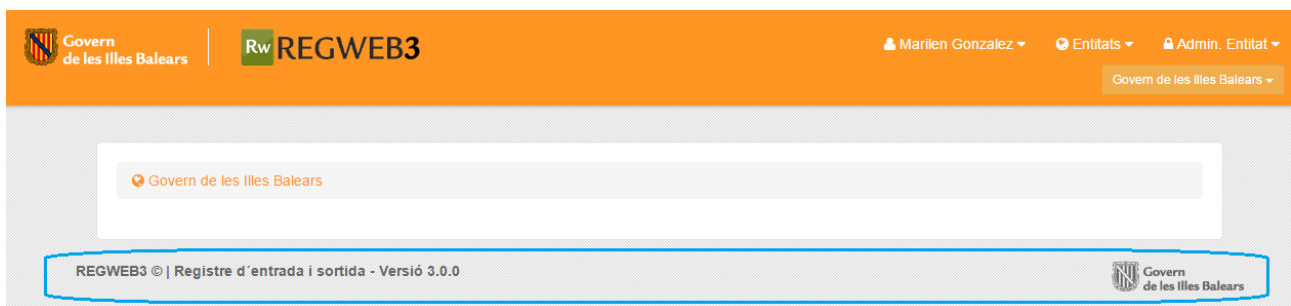 Govern
de les Illes Balears
Rw REGWEB3
Marilen Gonzalez
Entitats
Admin. Entitat
Govern de les Illes Balears
Govern de les Illes Balears
REGWEB3 © | Registre d´entrada i sortida - Versió 3.0.0
Govern
de les Illes Balears